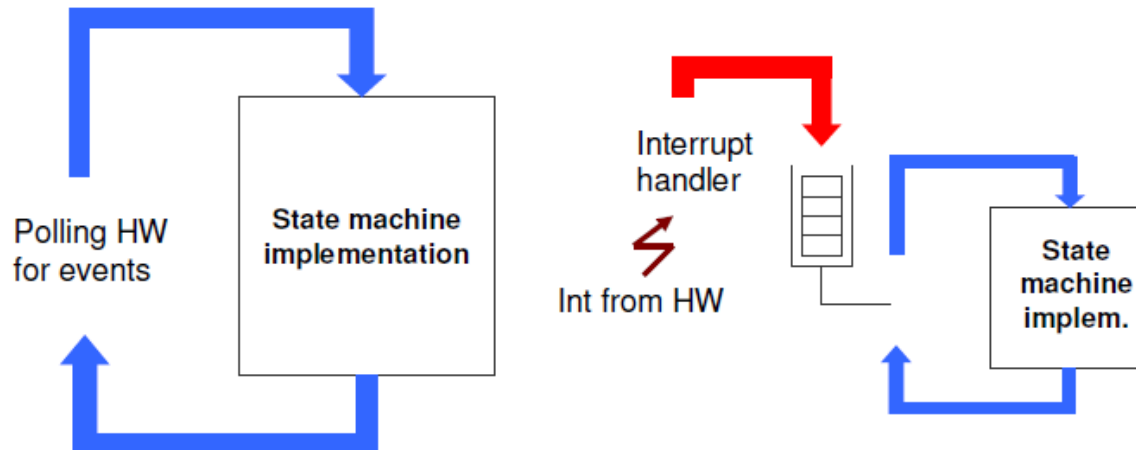 Polling HW
for events
State machine
implementation
Interrupt
handler
Int from HW
State
machine
implem.